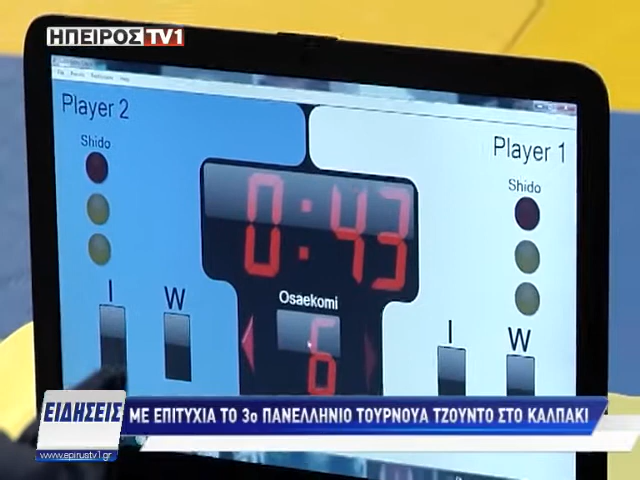 ΗΠΕΙΡΟΣ TV1
Player 2
Player 1
Shido
Shido
0:43
I W
Osaekomi
6
I W
ΕΙΔΗΣΕΙΣ
ΜΕ ΕΠΙΤΥΧΙΑ ΤΟ 3ο ΠΑΝΕΛΛΗΝΙΟ ΤΟΥΡΝΟΥΑ ΤΖΟΥΝΤΟ ΣΤΟ ΚΑΛΠΑΚΙ
www.epirustv1.gr